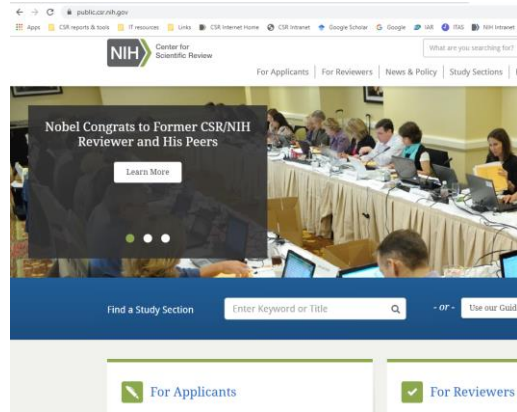 public.csr.nih.gov
Apps CSR reports & tools IT resources Links CSR Internet Home CSR Intranet Google Scholar Google IAR ITAS NIH Intranet
NIH Center for
Scientific Review
What are you searching for?
For Applicants For Reviewers News & Policy Study Sections
Nobel Congrats to Former CSR/NIH
Reviewer and His Peers
Learn More
Find a Study Section Enter Keyword or Title - or - Use our Guid
For Applicants For Reviewers